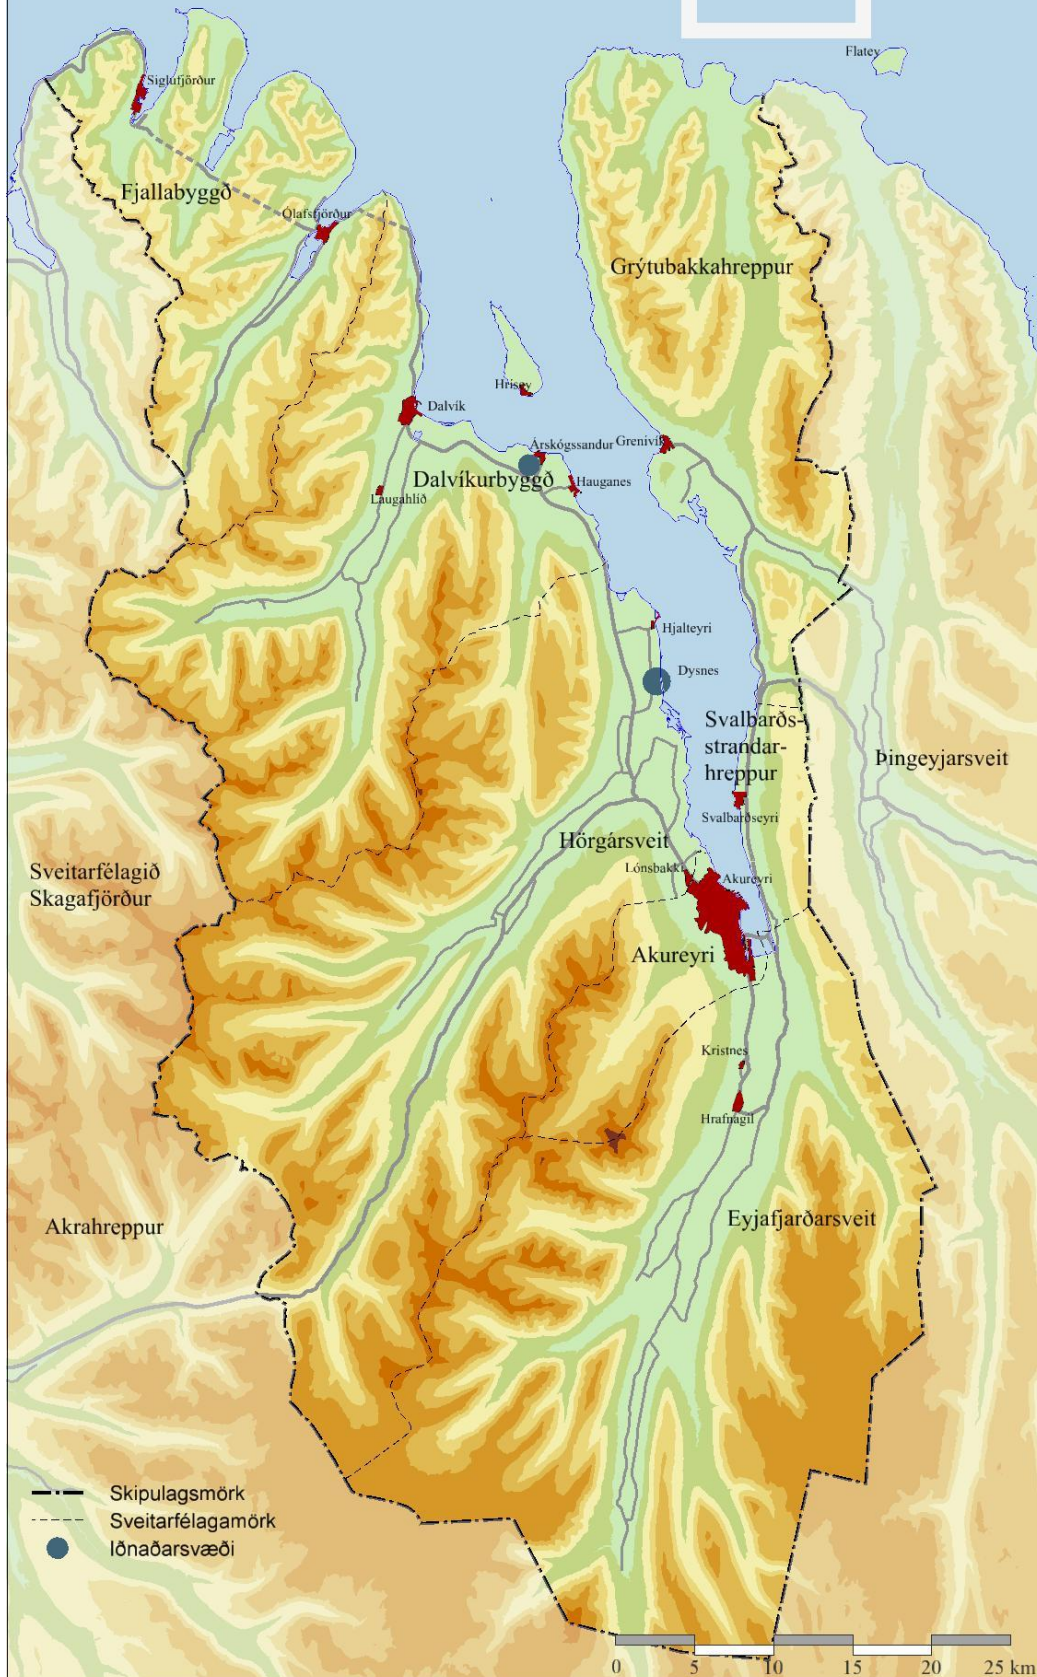 Flatey
Siglufjörður
Fjallabyggð
Ólafsfjörður
Grýtubakkahreppur
Hrísey
Dalvík
Árskógssandur
Grenivík
Dalvíkurbyggð
Hauganes
Laugahlíð
Hjalteyri
Dysnes
Svalbarðs-
strandar-
hreppur
Þingeyjarsveit
Svalbarðseyri
Hörgársveit
Lónsbakki
Akureyri
Sveitarfélagið
Skagafjörður
Akureyri
Kristnes
Hrafnagil
Eyjafjarðarsveit
Akrahreppur
Skipulagsmörk
Sveitarfélagamörk
Iðnaðarsvæði
0 5 10 15 20 25 km